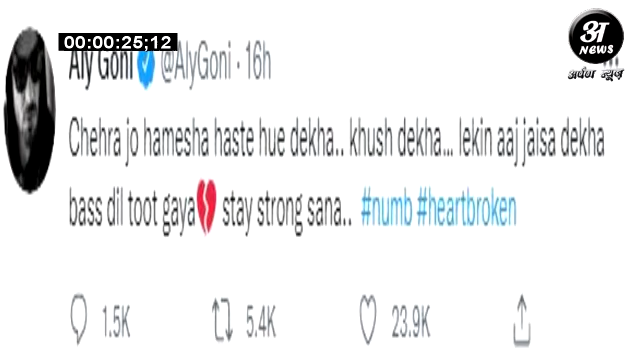 00:00:25;12
अ
NEWS
अर्पण न्यूज़
Aly Goni @AlyGoni · 16h
Chehra jo hamesha haste hue dekha.. khush dekha... lekin aaj jaisa dekha
bass dil toot gaya💔 stay strong sana.. #numb #heartbroken
1.5K 5.4K 23.9K